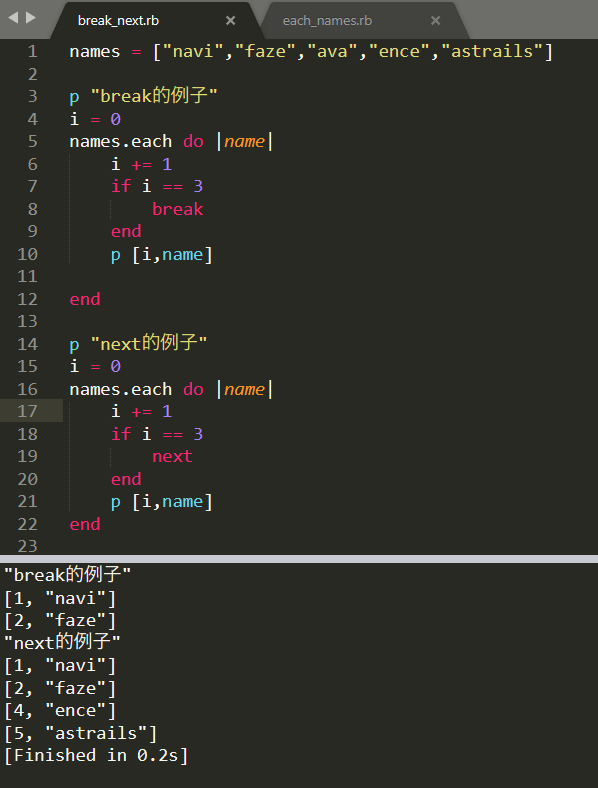 break_next.rb × each_names.rb ×
1 names = ["navi","faze","ava","ence","astrails"]
2
3 p "break的例子"
4 i = 0
5 names.each do |name|
6     i += 1
7     if i == 3
8         break
9     end
10     p [i,name]
11
12 end
13
14 p "next的例子"
15 i = 0
16 names.each do |name|
17     i += 1
18     if i == 3
19         next
20     end
21     p [i,name]
22 end
23
"break的例子"
[1, "navi"]
[2, "faze"]
"next的例子"
[1, "navi"]
[2, "faze"]
[4, "ence"]
[5, "astrails"]
[Finished in 0.2s]